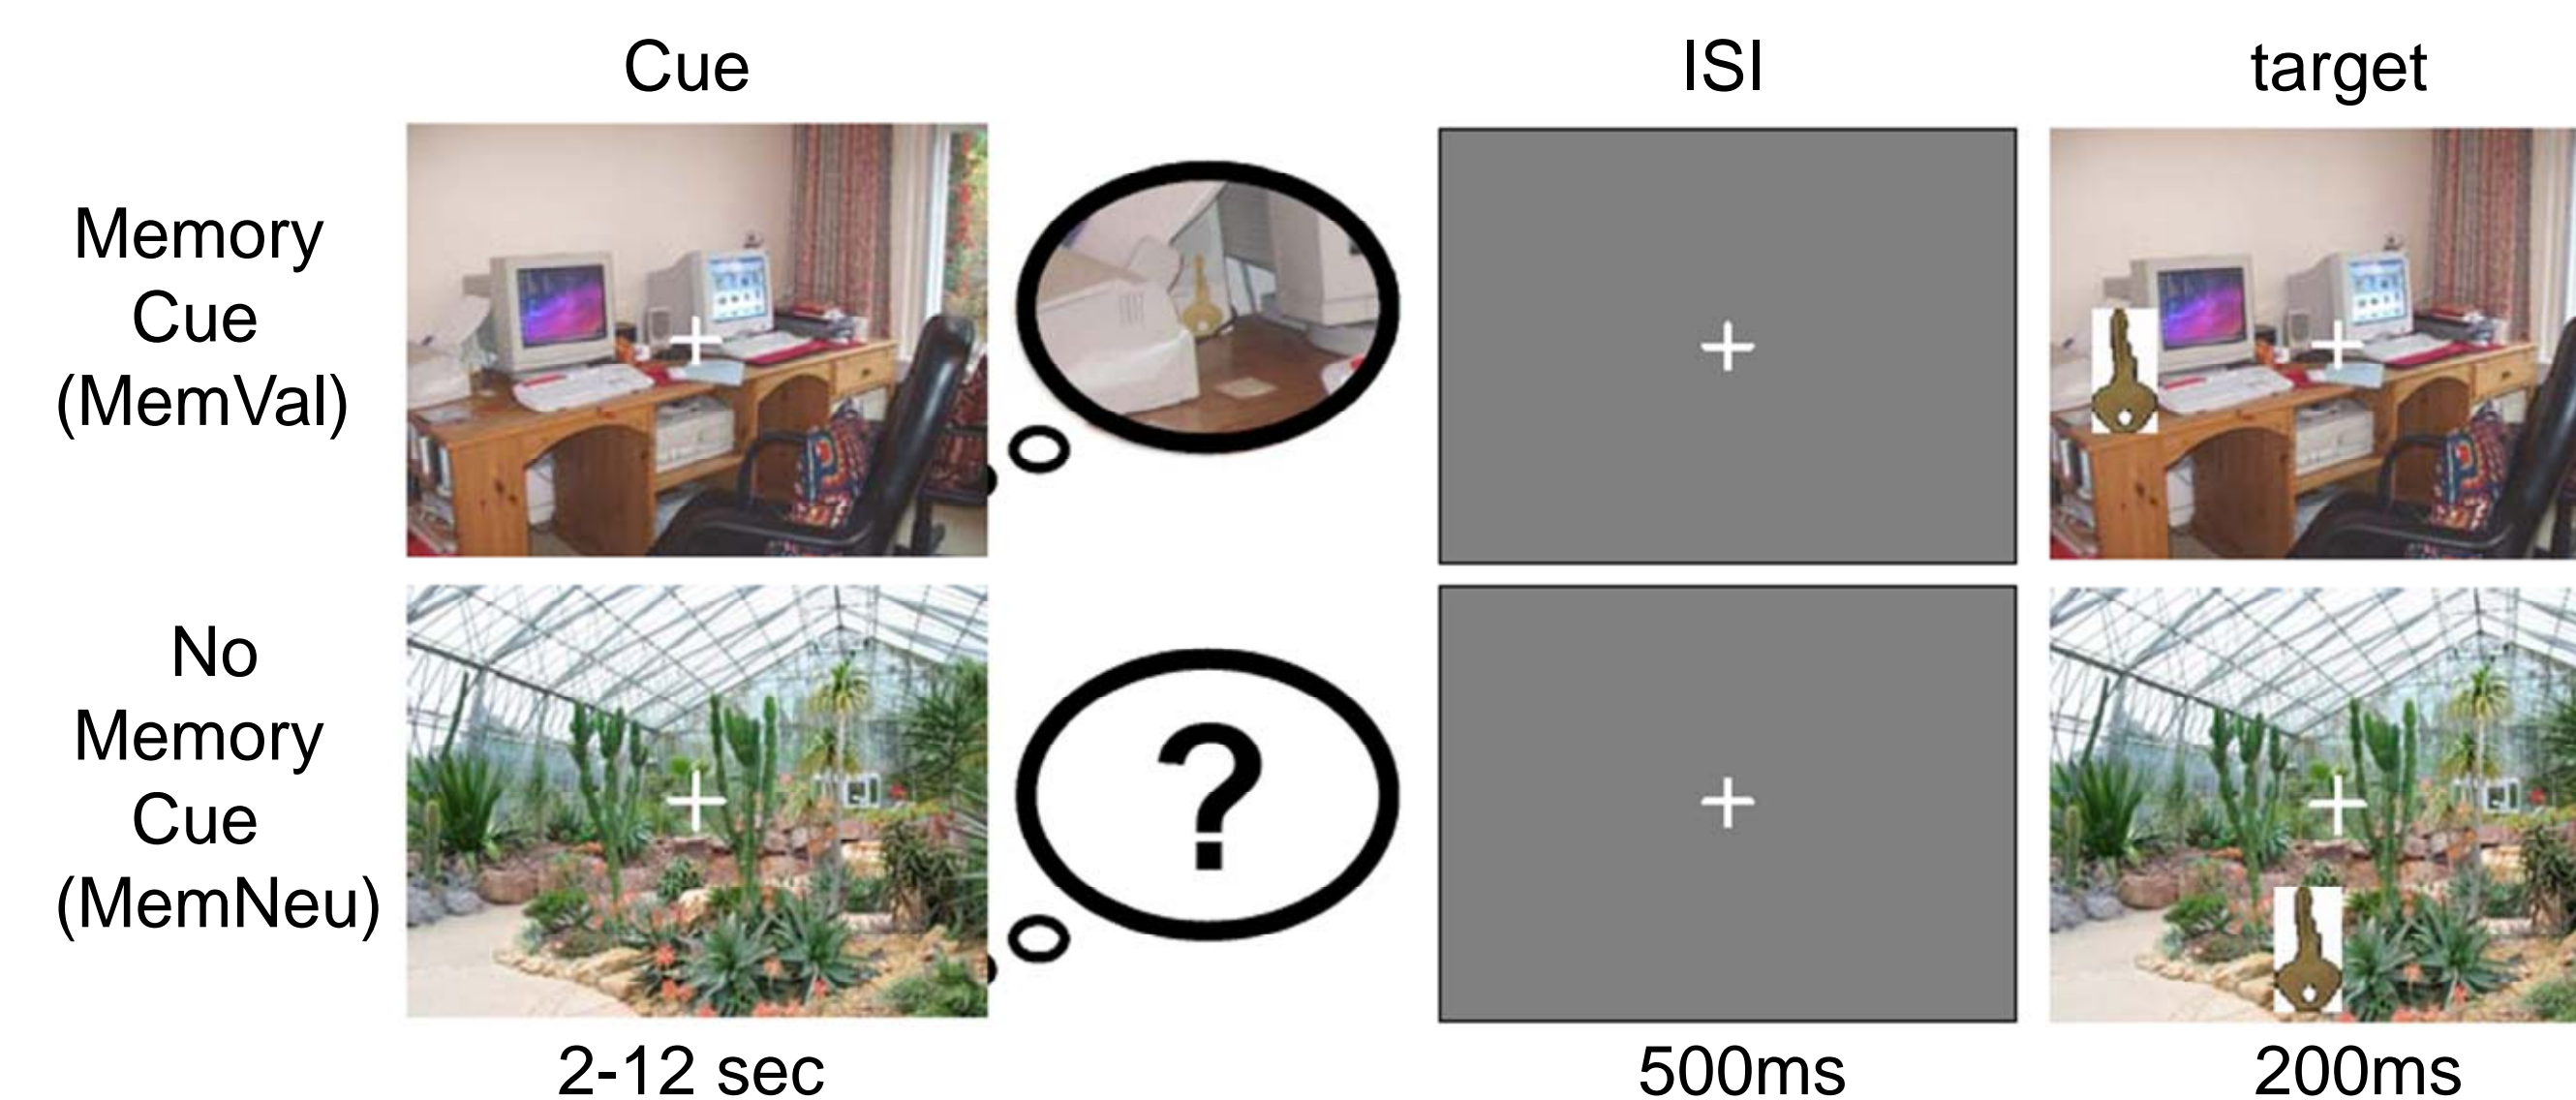 Cue
ISI
target
Memory
Cue
(MemVal)
?
No
Memory
Cue
(MemNeu)
2-12 sec
500ms
200ms